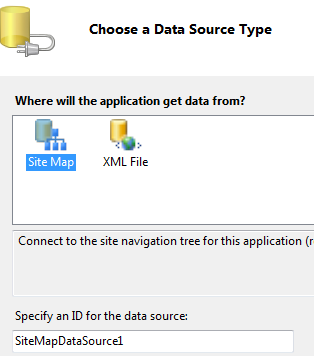 Choose a Data Source Type
Where will the application get data from?
Site Map
XML File
Connect to the site navigation tree for this application (r
Specify an ID for the data source:
SiteMapDataSource1